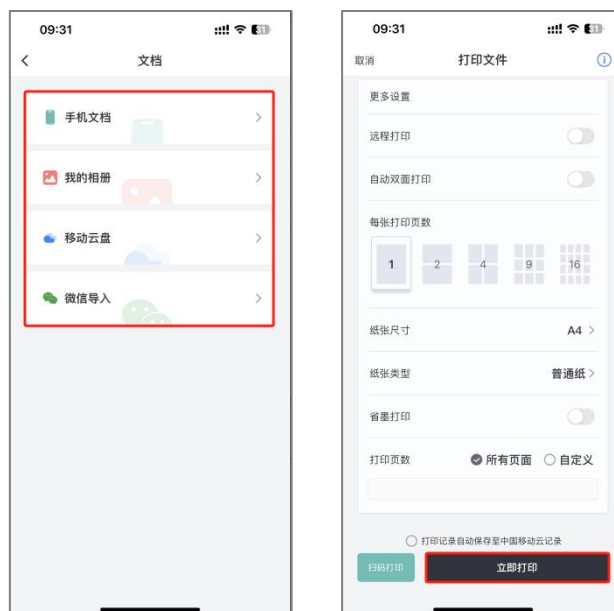 09:31
文档
手机文档
我的相册
移动云盘
微信导入
09:31
取消 打印文件
更多设置
远程打印
自动双面打印
每张打印页数
1 2 4 9 16
纸张尺寸 A4
纸张类型 普通纸
省墨打印
打印页数 所有页面 自定义
打印记录自动保存至中国移动云记录
扫码打印 立即打印